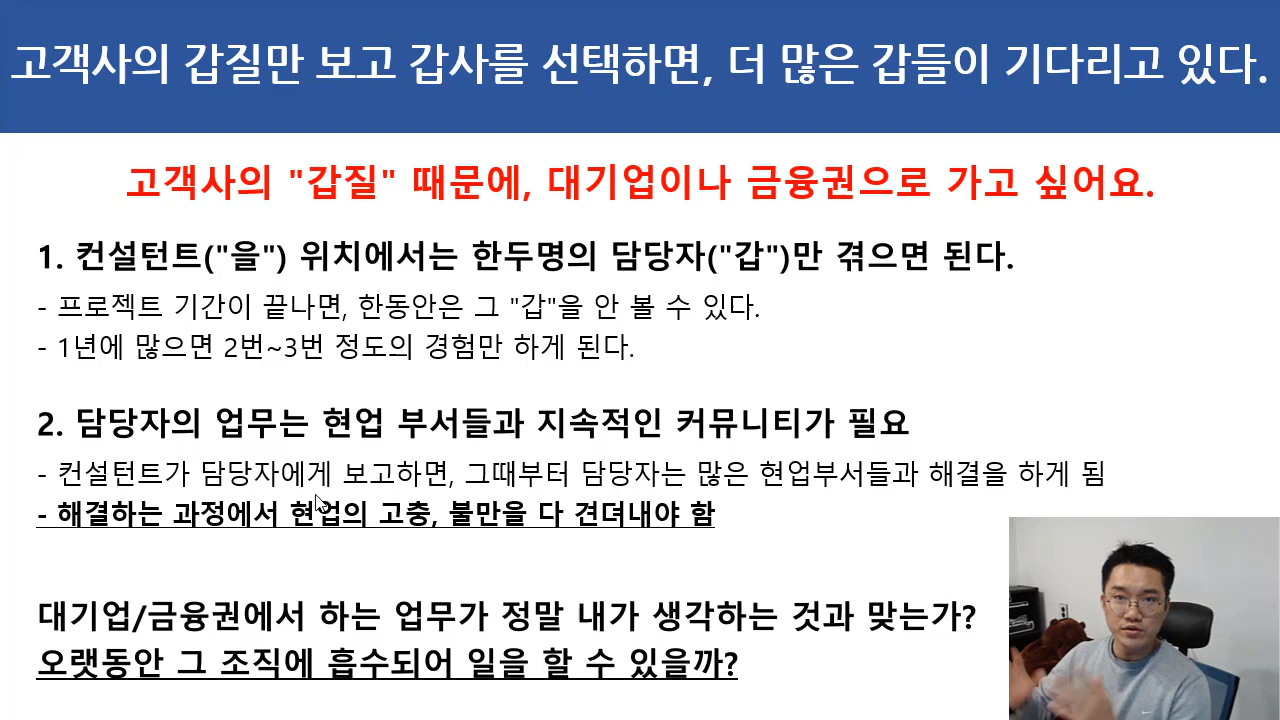 고객사의 갑질만 보고 갑사를 선택하면, 더 많은 갑들이 기다리고 있다.
고객사의 "갑질" 때문에, 대기업이나 금융권으로 가고 싶어요.
1. 컨설턴트("을") 위치에서는 한두명의 담당자("갑")만 겪으면 된다.
- 프로젝트 기간이 끝나면, 한동안은 그 "갑"을 안 볼 수 있다.
- 1년에 많으면 2번~3번 정도의 경험만 하게 된다.
2. 담당자의 업무는 현업 부서들과 지속적인 커뮤니티가 필요
- 컨설턴트가 담당자에게 보고하면, 그때부터 담당자는 많은 현업부서들과 해결을 하게 됨
- 해결하는 과정에서 현업의 고충, 불만을 다 견뎌내야 함
대기업/금융권에서 하는 업무가 정말 내가 생각하는 것과 맞는가?
오랫동안 그 조직에 흡수되어 일을 할 수 있을까?